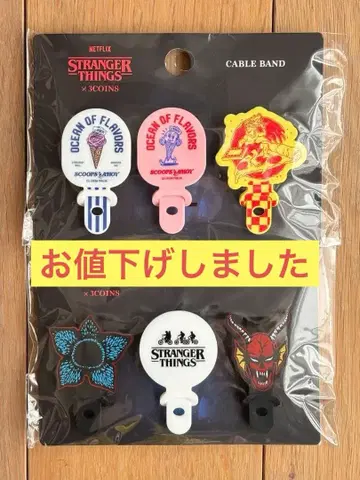 NETFLIX
STRANGER
THINGS
× 3COINS
CABLE BAND
OCEAN OF FLAVORS
SCOOPS AHOY
OCEAN OF FLAVORS
SCOOPS AHOY
お値下げしました
× 3COINS
STRANGER
THINGS